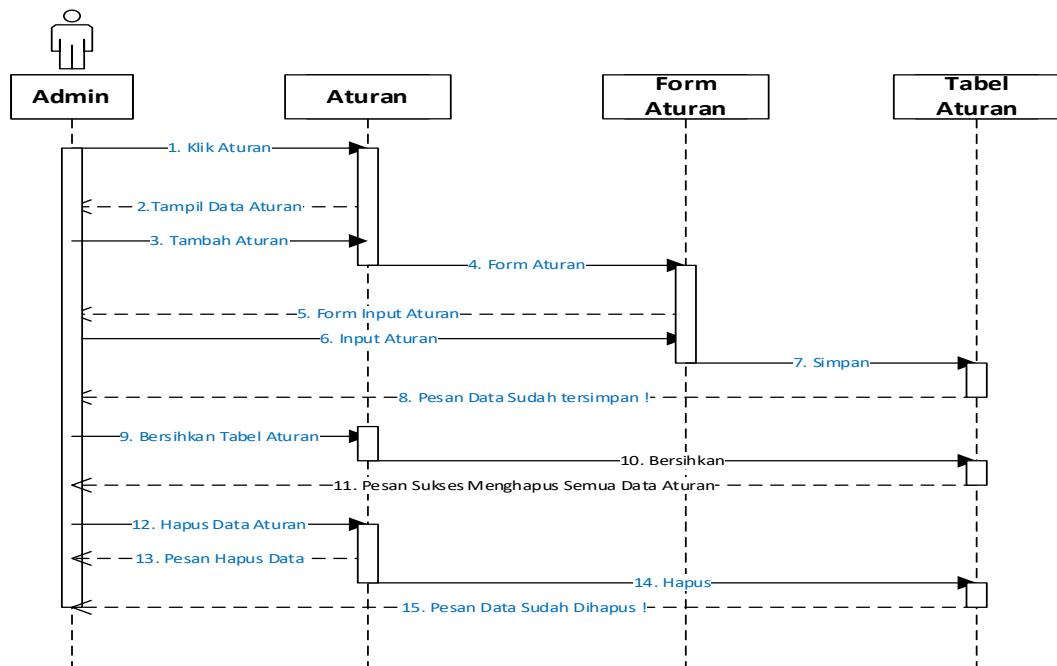 Admin
Aturan
Form
Aturan
Tabel
Aturan
1. Klik Aturan
2.Tampil Data Aturan
3. Tambah Aturan
4. Form Aturan
5. Form Input Aturan
6. Input Aturan
7. Simpan
8. Pesan Data Sudah tersimpan !
9. Bersihkan Tabel Aturan
10. Bersihkan
11. Pesan Sukses Menghapus Semua Data Aturan
12. Hapus Data Aturan
13. Pesan Hapus Data
14. Hapus
15. Pesan Data Sudah Dihapus !